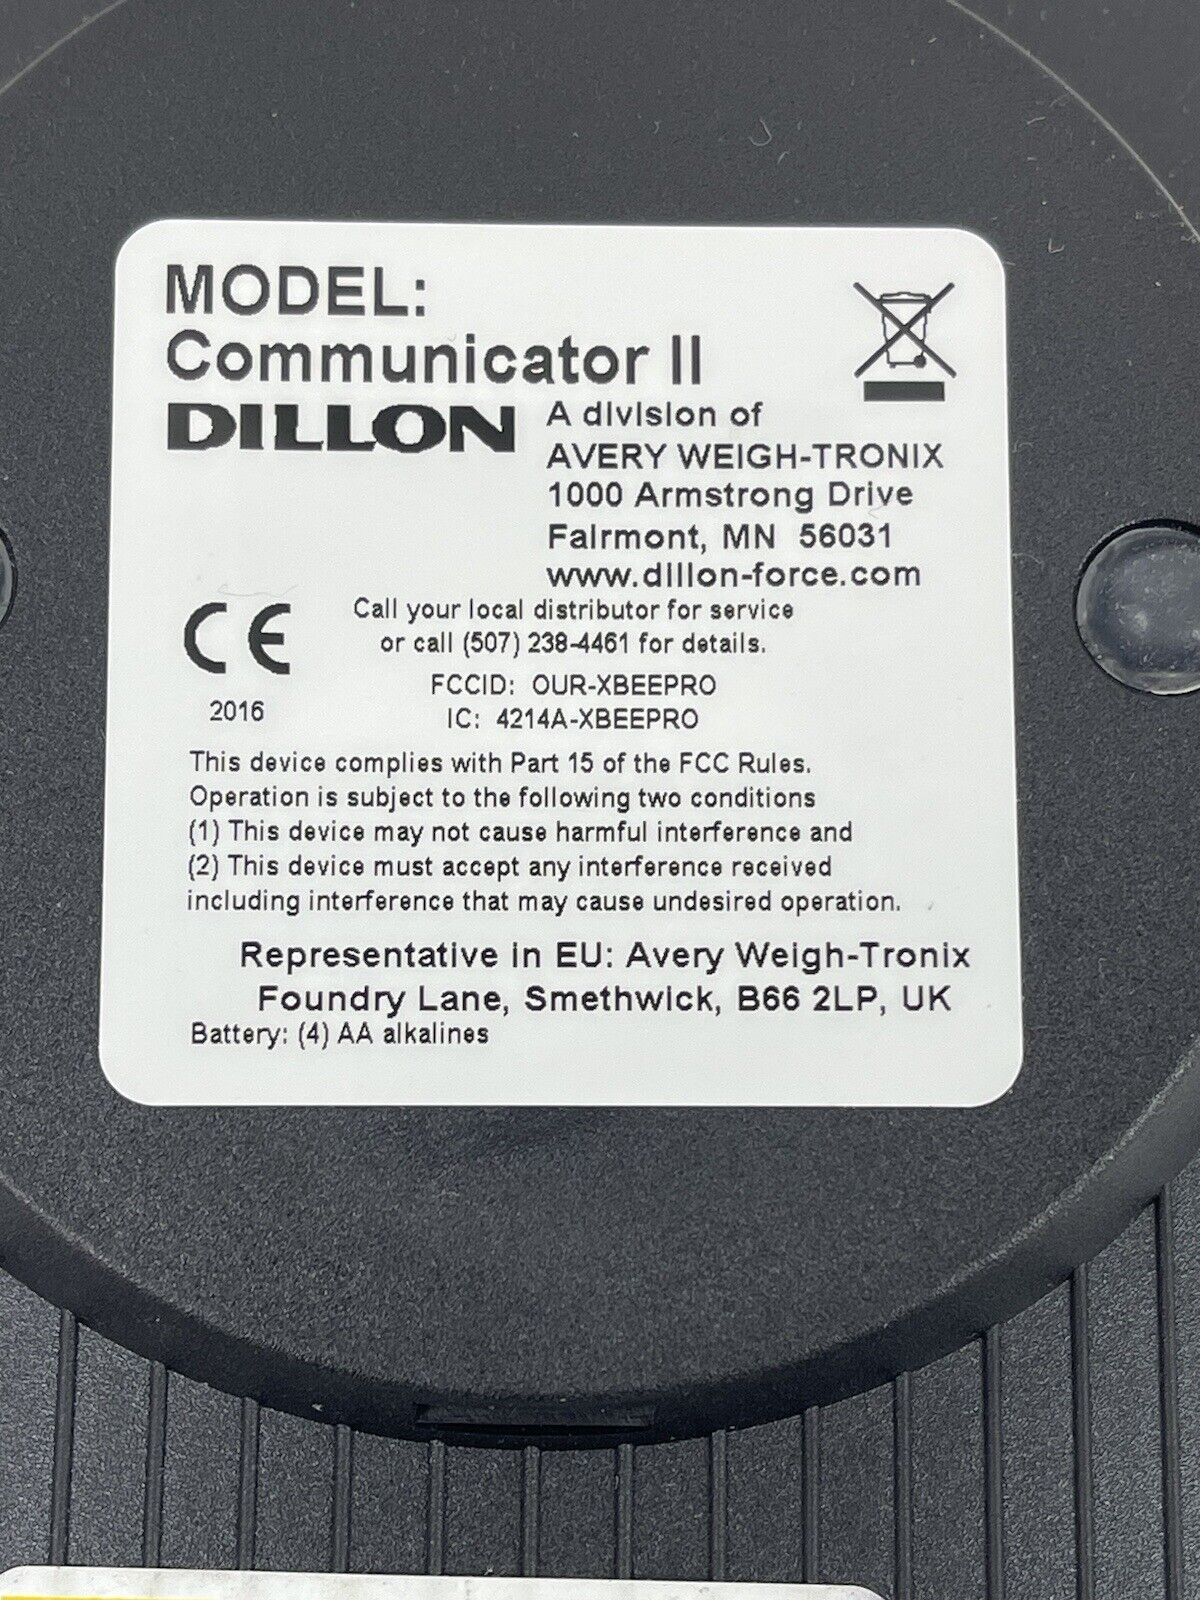 MODEL:
Communicator II
DILLON
A division of
AVERY WEIGH-TRONIX
1000 Armstrong Drive
Fairmont, MN 56031
www.dillon-force.com
Call your local distributor for service
or call (507) 238-4461 for details.
CE
2016
FCCID: OUR-XBEEPRO
IC: 4214A-XBEEPRO
This device complies with Part 15 of the FCC Rules.
Operation is subject to the following two conditions
(1) This device may not cause harmful interference and
(2) This device must accept any interference received
including interference that may cause undesired operation.
Representative in EU: Avery Weigh-Tronix
Foundry Lane, Smethwick, B66 2LP, UK
Battery: (4) AA alkalines